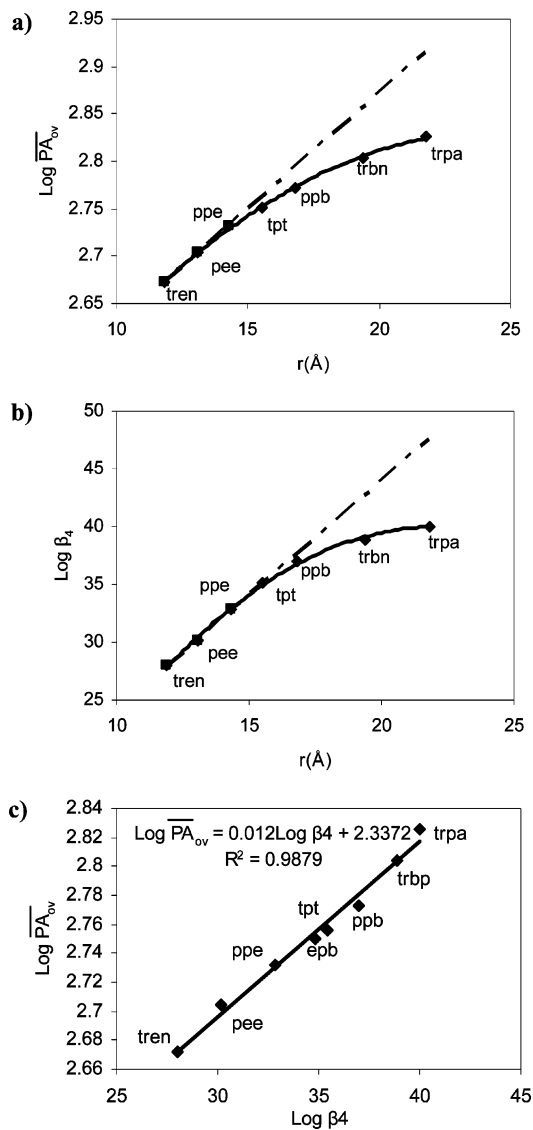 a)
2.95
2.9
2.85
2.8
2.75
2.7
2.65
Log PAov
ppe
tren
pee
tpt
ppb
trbn
trpa
10
15
20
25
r(Å)
b)
50
45
40
35
30
25
Log β4
ppe
tren
pee
tpt
ppb
trbn
trpa
10
15
20
25
r(Å)
c)
2.84
2.82
2.8
2.78
2.76
2.74
2.72
2.7
2.68
2.66
Log PAov
Log PAov = 0.012Log β4 + 2.3372
R² = 0.9879
trpa
trbp
tpt
ppb
ppe
epb
pee
tren
25
30
35
40
45
Log β4